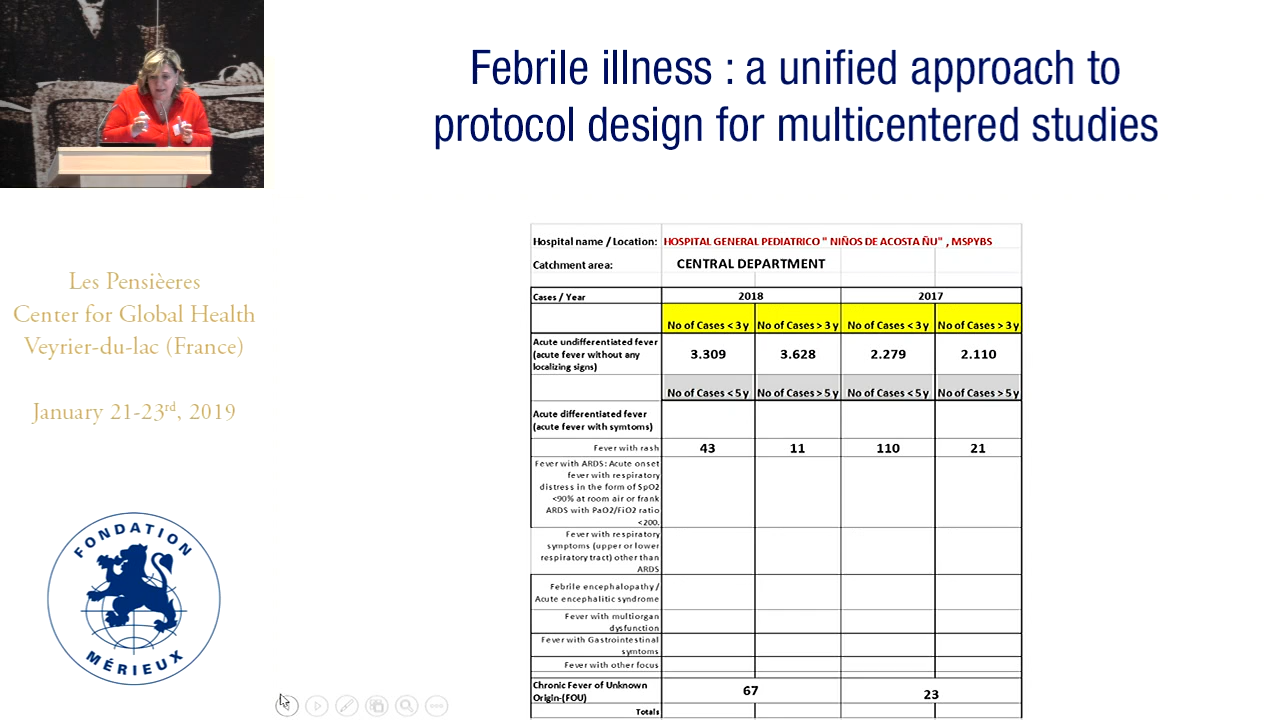 Febrile illness : a unified approach to
protocol design for multicentered studies
Les Pensièeres
Center for Global Health
Veyrier-du-lac (France)
January 21-23rd, 2019
FONDATION
MÉRIEUX
Hospital name / Location: HOSPITAL GENERAL PEDIATRICO " NIÑOS DE ACOSTA ÑU" , MSPYBS
Catchment area: CENTRAL DEPARTMENT
Cases / Year 2018 2017
No of Cases < 3 y No of Cases > 3 y No of Cases < 3 y No of Cases > 3 y
Acute undifferentiated fever
(acute fever without any
localizing signs)
3.309 3.628 2.279 2.110
No of Cases < 5 y No of Cases > 5 y No of Cases < 5 y No of Cases > 5 y
Acute differentiated fever
(acute fever with symtoms)
Fever with rash 43 11 110 21
Fever with ARDS: Acute onset
fever with respiratory
distress in the form of SpO2
<90% at room air or frank
ARDS with PaO2/FiO2 ratio
<200.
Fever with respiratory
symptoms (upper or lower
respiratory tract) other than
ARDS
Febrile encephalopathy /
Acute encephalitic syndrome
Fever with multiorgan
dysfunction
Fever with Gastrointestinal
symtoms
Fever with other focus
Chronic Fever of Unknown
Origin-(FOU)
67 23
Totals